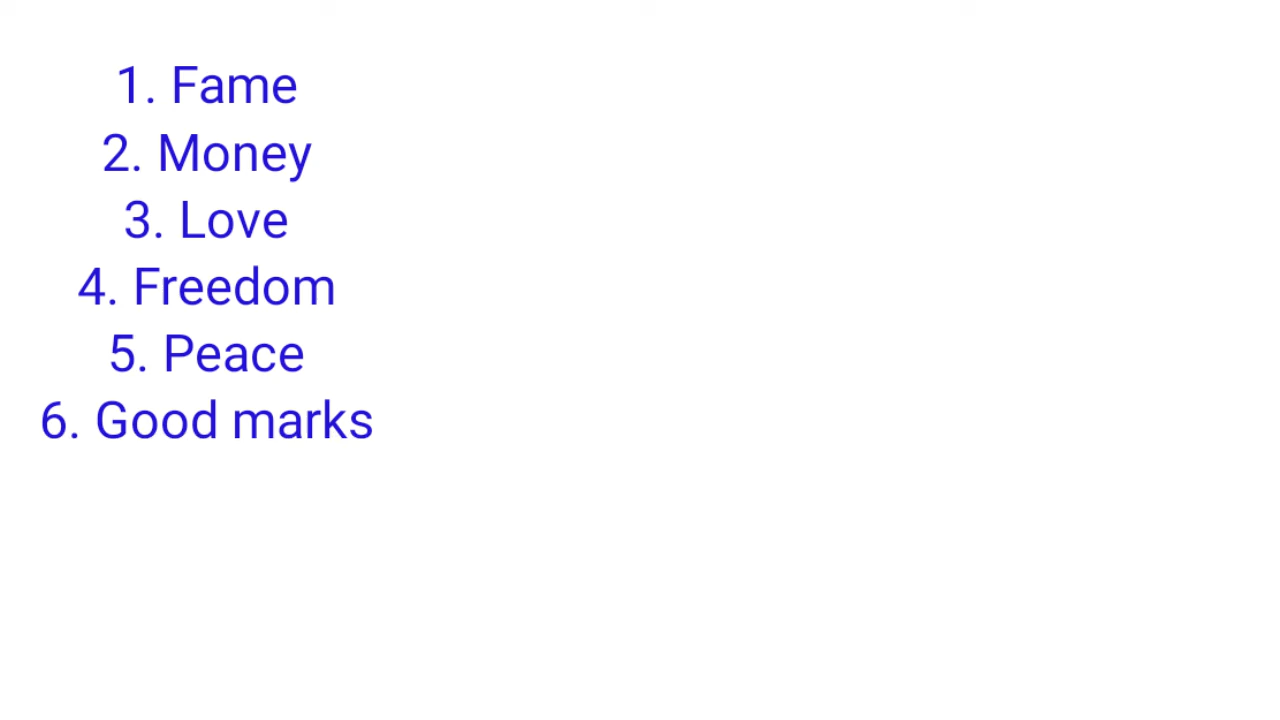 1. Fame
2. Money
3. Love
4. Freedom
5. Peace
6. Good marks